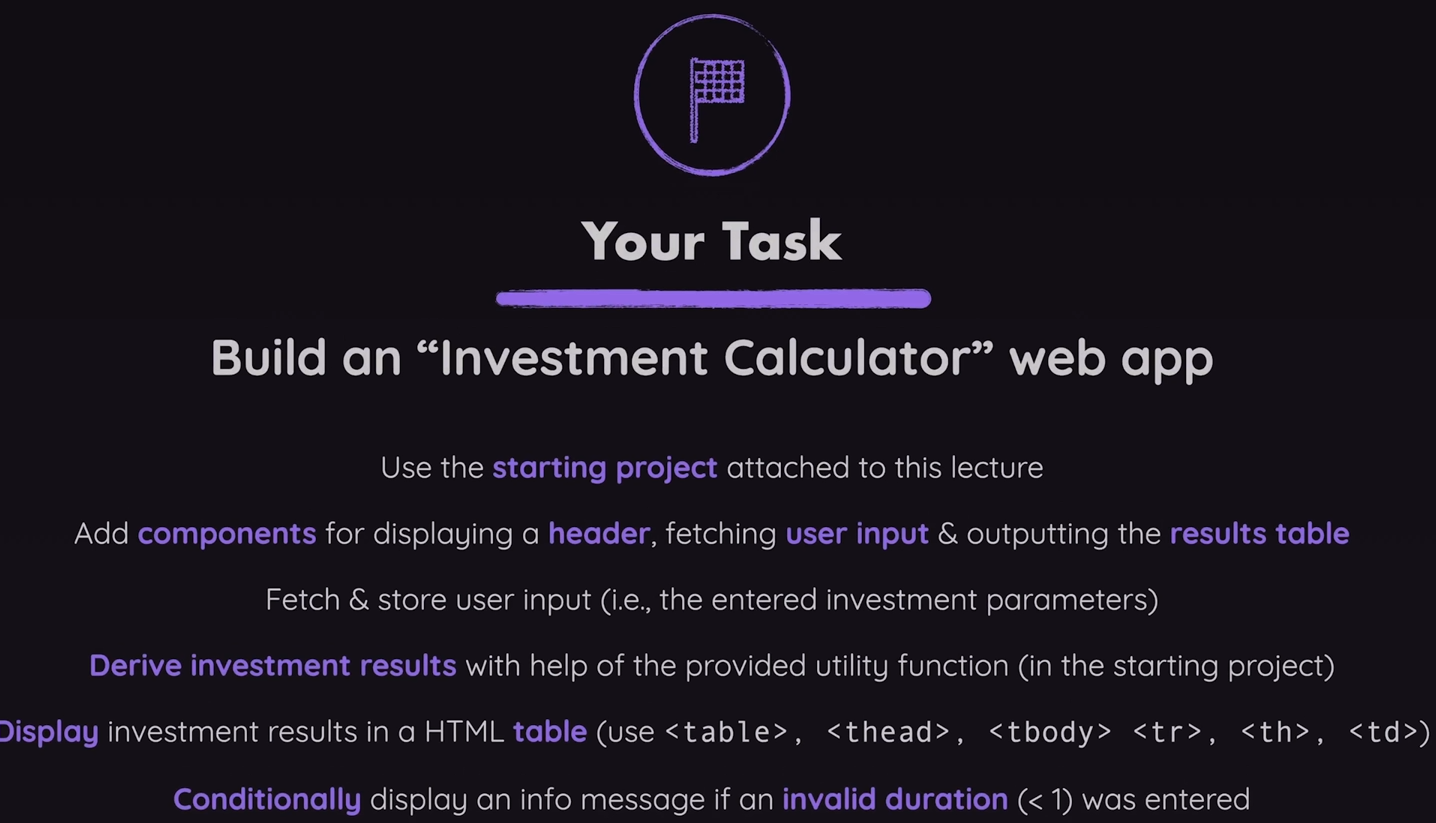 Your Task
Build an “Investment Calculator” web app
Use the starting project attached to this lecture
Add components for displaying a header, fetching user input & outputting the results table
Fetch & store user input (i.e., the entered investment parameters)
Derive investment results with help of the provided utility function (in the starting project)
Display investment results in a HTML table (use <table>, <thead>, <tbody> <tr>, <th>, <td>)
Conditionally display an info message if an invalid duration (< 1) was entered